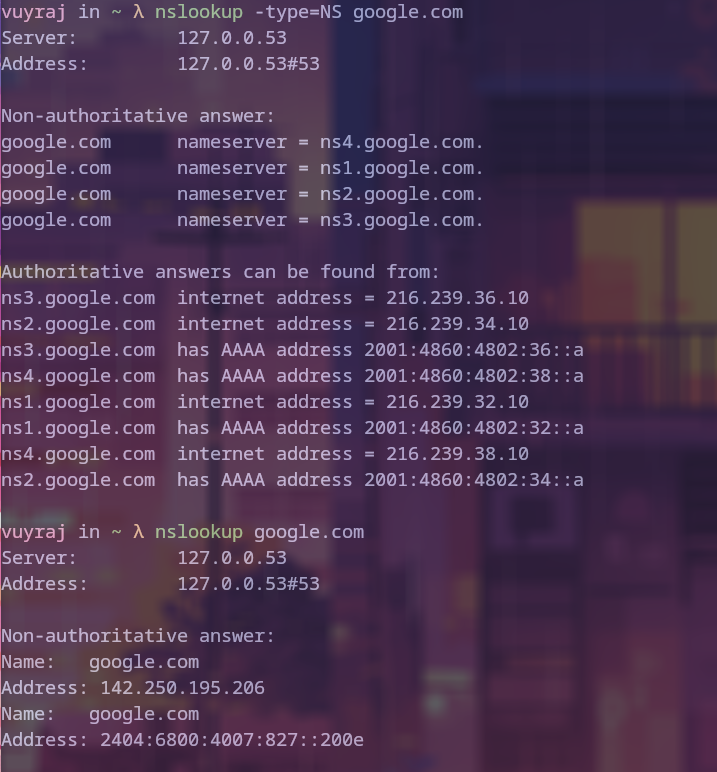 vuyraj in ~ λ nslookup -type=NS google.com
Server:         127.0.0.53
Address:        127.0.0.53#53

Non-authoritative answer:
google.com      nameserver = ns4.google.com.
google.com      nameserver = ns1.google.com.
google.com      nameserver = ns2.google.com.
google.com      nameserver = ns3.google.com.

Authoritative answers can be found from:
ns3.google.com  internet address = 216.239.36.10
ns2.google.com  internet address = 216.239.34.10
ns3.google.com  has AAAA address 2001:4860:4802:36::a
ns4.google.com  has AAAA address 2001:4860:4802:38::a
ns1.google.com  internet address = 216.239.32.10
ns1.google.com  has AAAA address 2001:4860:4802:32::a
ns4.google.com  internet address = 216.239.38.10
ns2.google.com  has AAAA address 2001:4860:4802:34::a

vuyraj in ~ λ nslookup google.com
Server:         127.0.0.53
Address:        127.0.0.53#53

Non-authoritative answer:
Name:   google.com
Address: 142.250.195.206
Name:   google.com
Address: 2404:6800:4007:827::200e